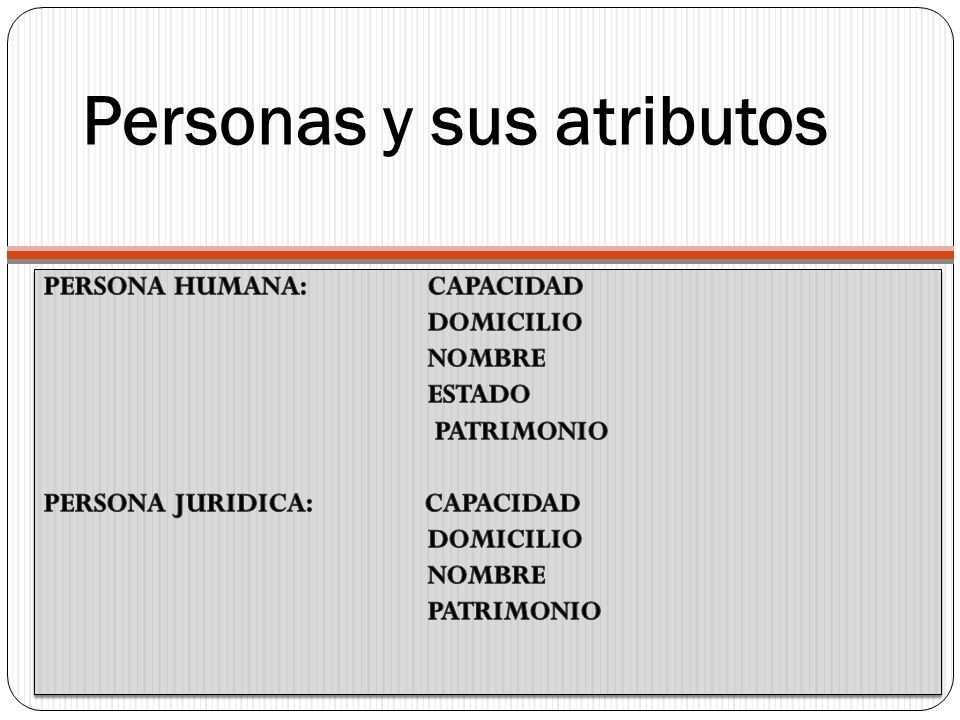 Personas y sus atributos
PERSONA HUMANA: CAPACIDAD
DOMICILIO
NOMBRE
ESTADO
PATRIMONIO
PERSONA JURIDICA: CAPACIDAD
DOMICILIO
NOMBRE
PATRIMONIO